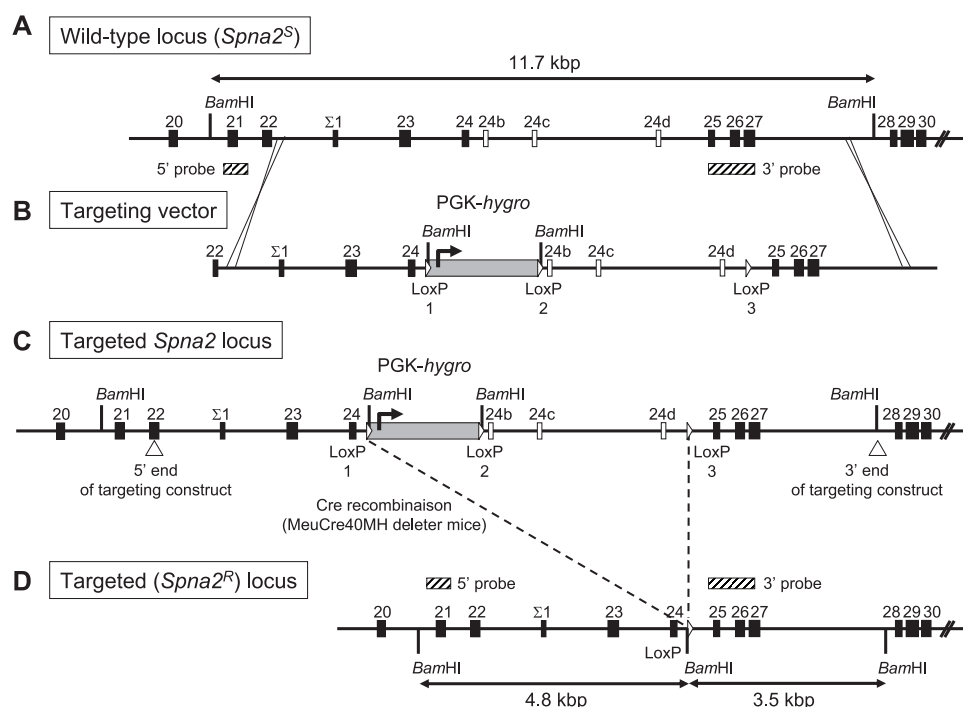 A Wild-type locus (Spna2^S)
11.7 kbp
BamHI BamHI
20 21 22 Σ1 23 24 24b 24c 24d 25 26 27 28 29 30
5' probe 3' probe
B Targeting vector
PGK-hygro
BamHI BamHI
22 Σ1 23 24 24b 24c 24d 25 26 27
LoxP LoxP LoxP
1 2 3
C Targeted Spna2 locus
PGK-hygro
BamHI BamHI BamHI BamHI
20 21 22 Σ1 23 24 24b 24c 24d 25 26 27 28 29 30
LoxP LoxP LoxP
1 2 3
5' end 3' end
of targeting construct of targeting construct
Cre recombinaison
(MeuCre40MH deleter mice)
D Targeted (Spna2^R) locus
5' probe 3' probe
20 21 22 Σ1 23 24 25 26 27 28 29 30
LoxP
BamHI BamHI BamHI
4.8 kbp 3.5 kbp